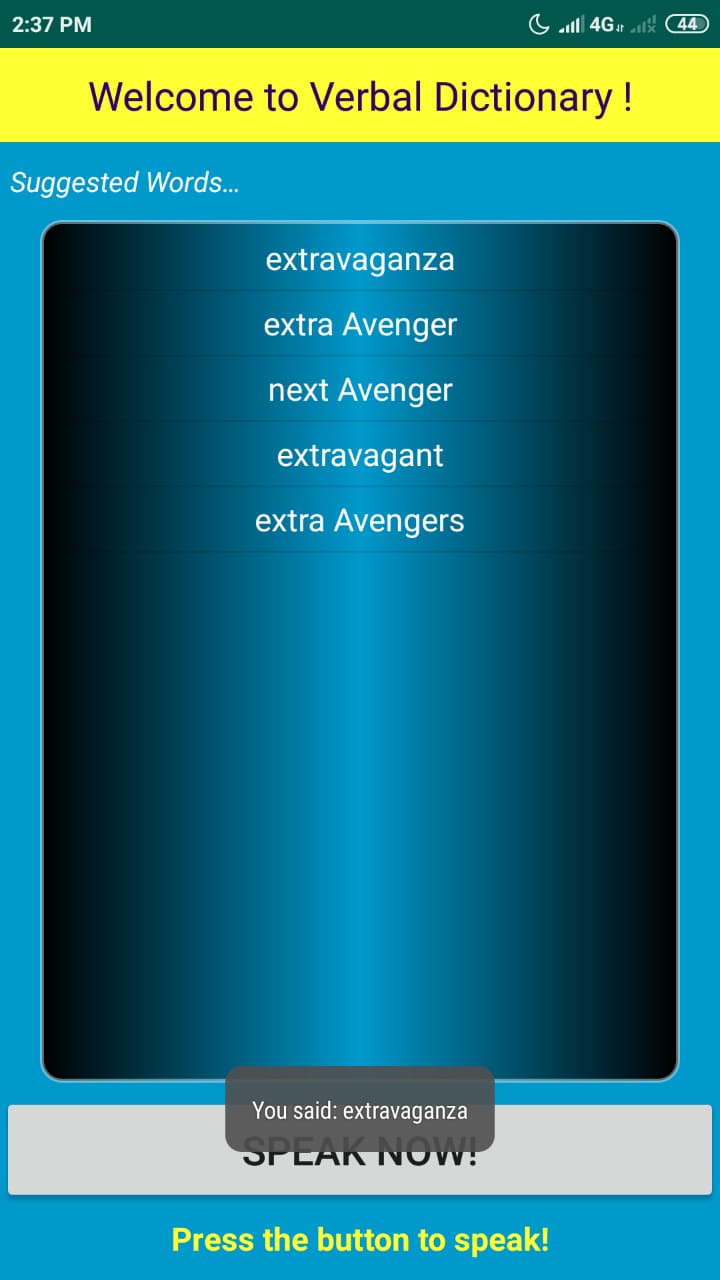 2:37 PM 4G 44
Welcome to Verbal Dictionary !
Suggested Words...
extravaganza
extra Avenger
next Avenger
extravagant
extra Avengers
You said: extravaganza
SPEAK NOW!
Press the button to speak!